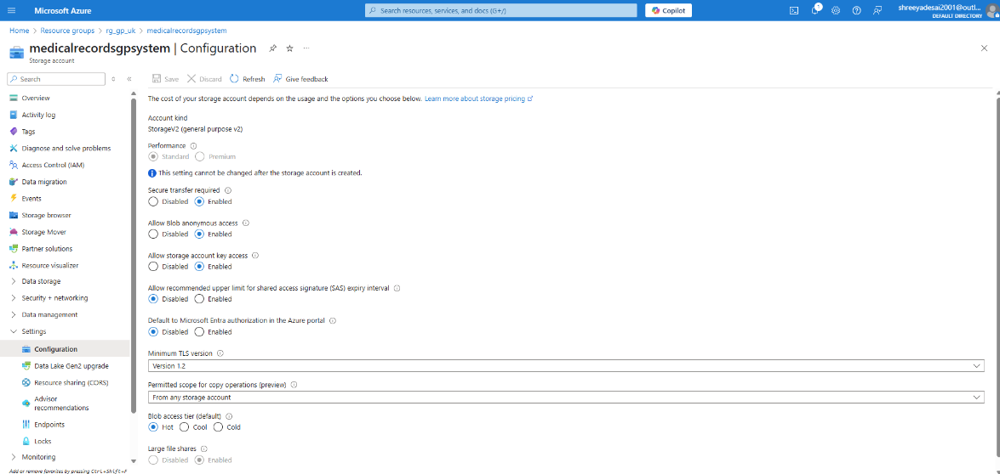 Microsoft Azure
Search resources, services, and docs (G+/)
Copilot
1
shreeyadesai2001@outl...
DEFAULT DIRECTORY
Home > Resource groups > rg_gp_uk > medicalrecordsgpsystem
medicalrecordsgpsystem | Configuration
Storage account
Search
Save
Discard
Refresh
Give feedback
Overview
Activity log
Tags
Diagnose and solve problems
Access Control (IAM)
Data migration
Events
Storage browser
Storage Mover
Partner solutions
Resource visualizer
Data storage
Security + networking
Data management
Settings
Configuration
Data Lake Gen2 upgrade
Resource sharing (CORS)
Advisor
recommendations
Endpoints
Locks
Monitoring
Add or remove favorites by pressing Ctrl+Shift+F
The cost of your storage account depends on the usage and the options you choose below. Learn more about storage pricing
Account kind
StorageV2 (general purpose v2)
Performance
Standard Premium
This setting cannot be changed after the storage account is created.
Secure transfer required
Disabled Enabled
Allow Blob anonymous access
Disabled Enabled
Allow storage account key access
Disabled Enabled
Allow recommended upper limit for shared access signature (SAS) expiry interval
Disabled Enabled
Default to Microsoft Entra authorization in the Azure portal
Disabled Enabled
Minimum TLS version
Version 1.2
Permitted scope for copy operations (preview)
From any storage account
Blob access tier (default)
Hot Cool Cold
Large file shares
Disabled Enabled